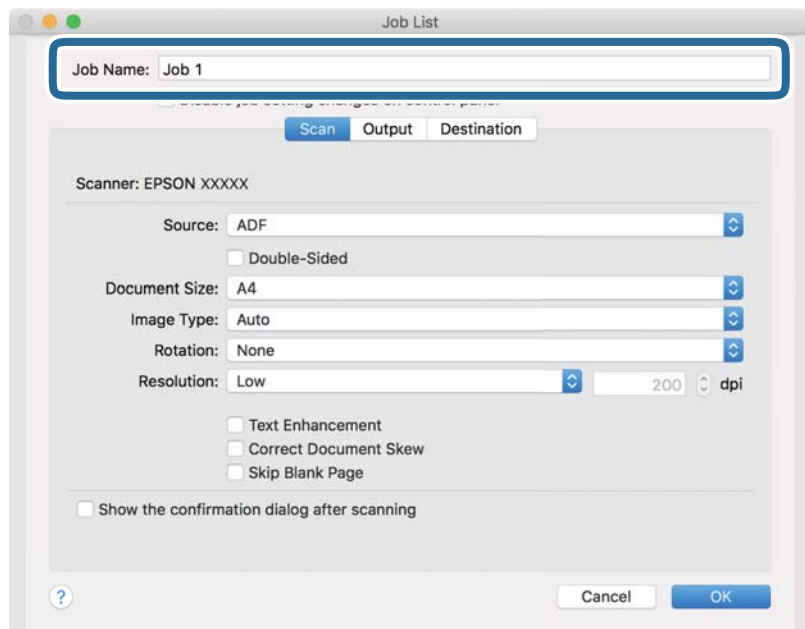 Job List
Job Name: Job 1
Scan Output Destination
Scanner: EPSON XXXXX
Source: ADF
Double-Sided
Document Size: A4
Image Type: Auto
Rotation: None
Resolution: Low 200 dpi
Text Enhancement
Correct Document Skew
Skip Blank Page
Show the confirmation dialog after scanning
? Cancel OK